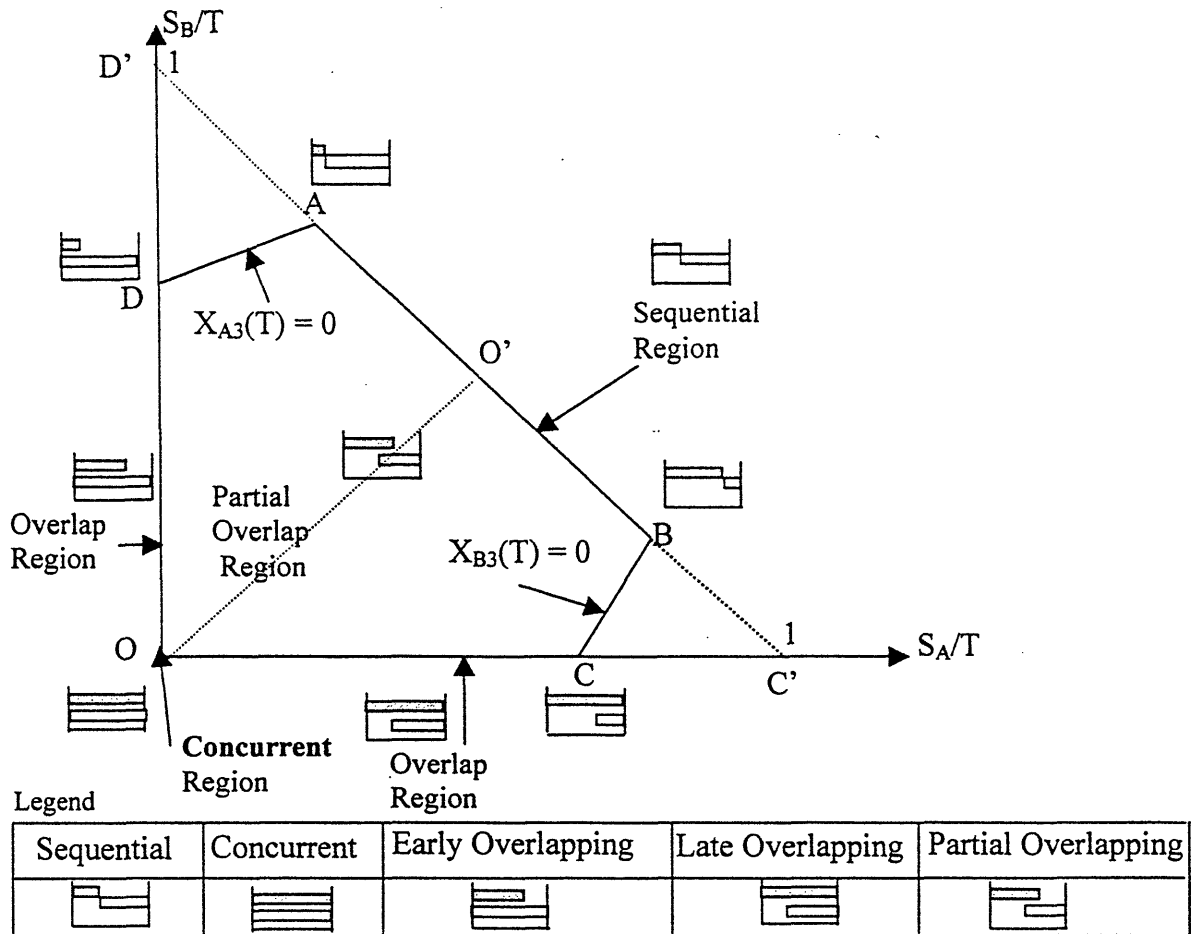 S_B/T
D’ 1
A
D
X_A3(T) = 0
Sequential
Region
O’
Partial
Overlap
Region
Overlap
Region
B
X_B3(T) = 0
O
1
S_A/T
C
C’
Concurrent
Region
Overlap
Region
Legend
Sequential Concurrent Early Overlapping Late Overlapping Partial Overlapping